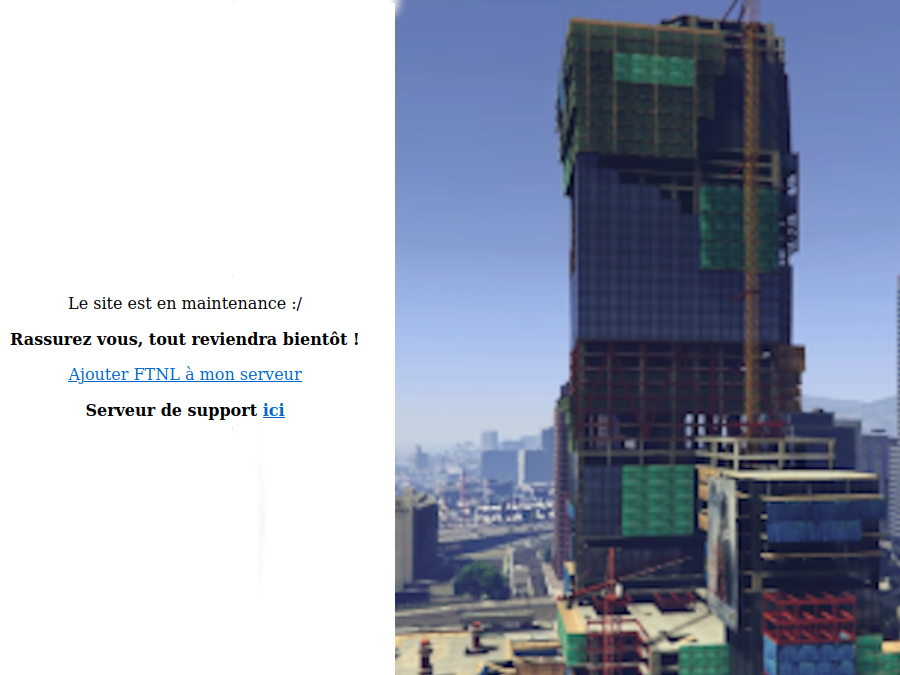 Le site est en maintenance :/
Rassurez vous, tout reviendra bientôt !
Ajouter FTNL à mon serveur
Serveur de support ici